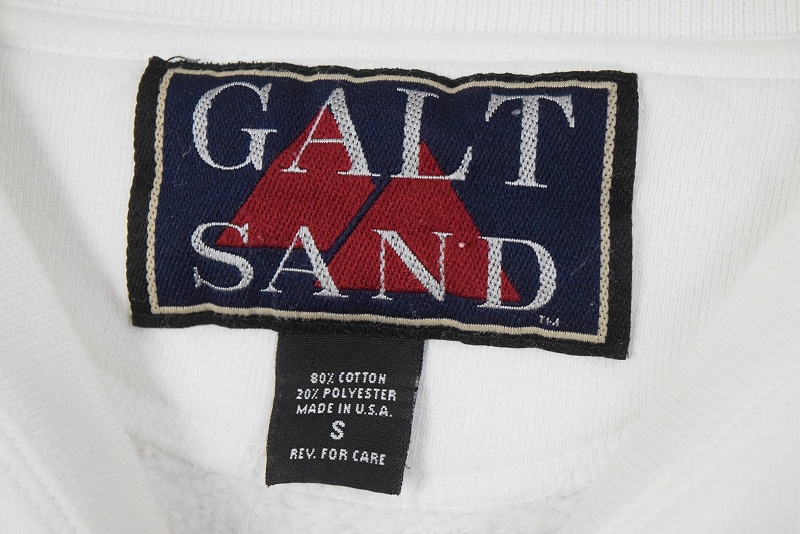 GALT
SAND
TM
80% COTTON
20% POLYESTER
MADE IN U.S.A.
S
REV. FOR CARE